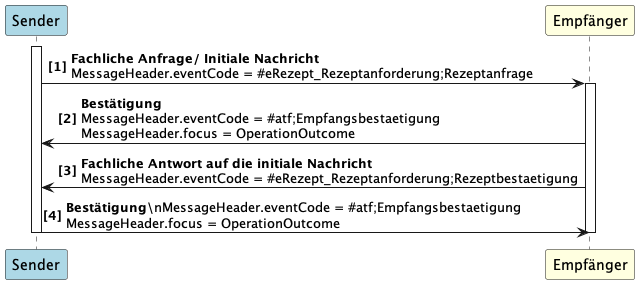 Sender
Empfänger
[1] Fachliche Anfrage/ Initiale Nachricht
MessageHeader.eventCode = #eRezept_Rezeptanforderung;Rezeptanfrage
Bestätigung
[2] MessageHeader.eventCode = #atf;Empfangsbestaetigung
MessageHeader.focus = OperationOutcome
[3] Fachliche Antwort auf die initiale Nachricht
MessageHeader.eventCode = #eRezept_Rezeptanforderung;Rezeptbestaetigung
[4] Bestätigung\nMessageHeader.eventCode = #atf;Empfangsbestaetigung
MessageHeader.focus = OperationOutcome
Sender
Empfänger